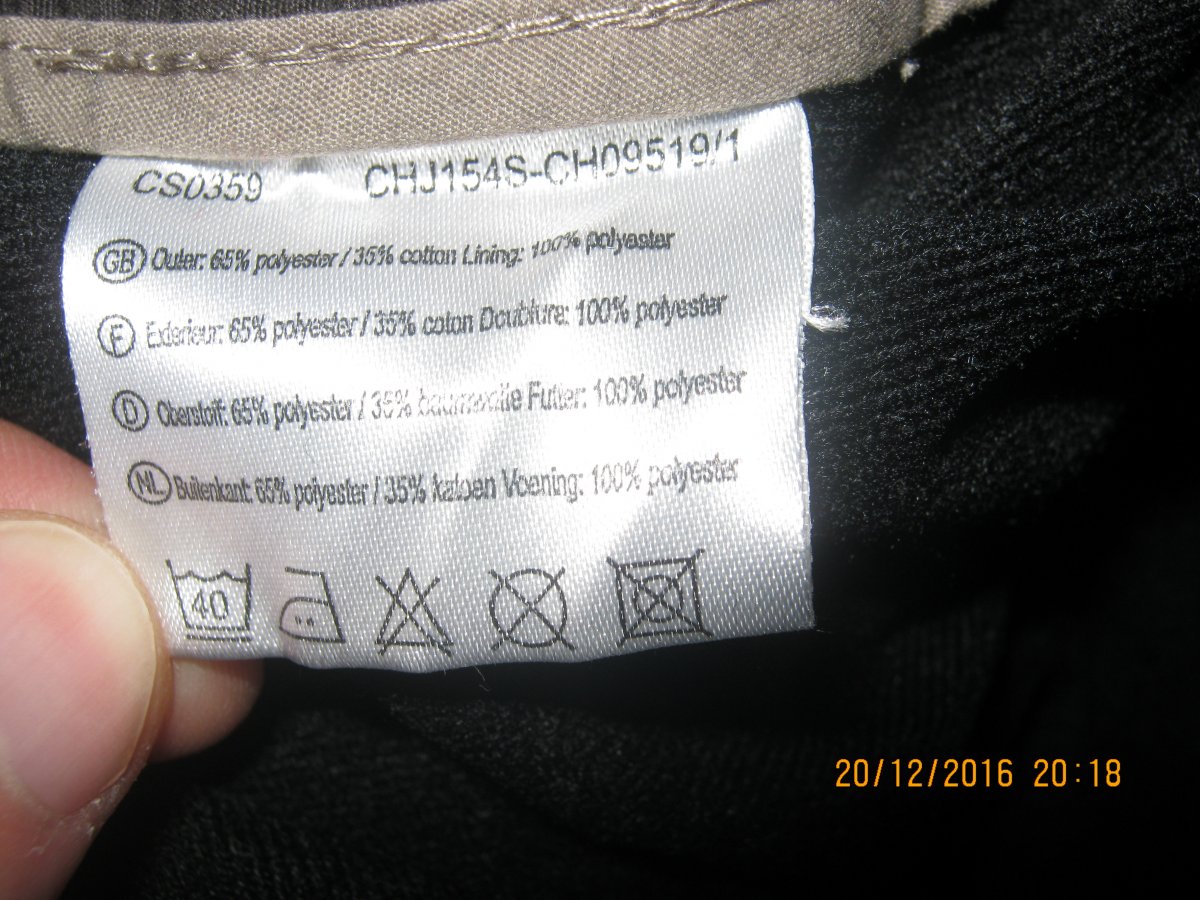 CS0359 CHJ154S-CH09519/1
GB Outer: 65% polyester / 35% cotton Lining: 100% polyester
F Exterieur: 65% polyester / 35% coton Doublure: 100% polyester
D Oberstoff: 65% polyester / 35% baumwolle Futter: 100% polyester
NL Buitenkant: 65% polyester / 35% katoen Voering: 100% polyester
40
20/12/2016 20:18